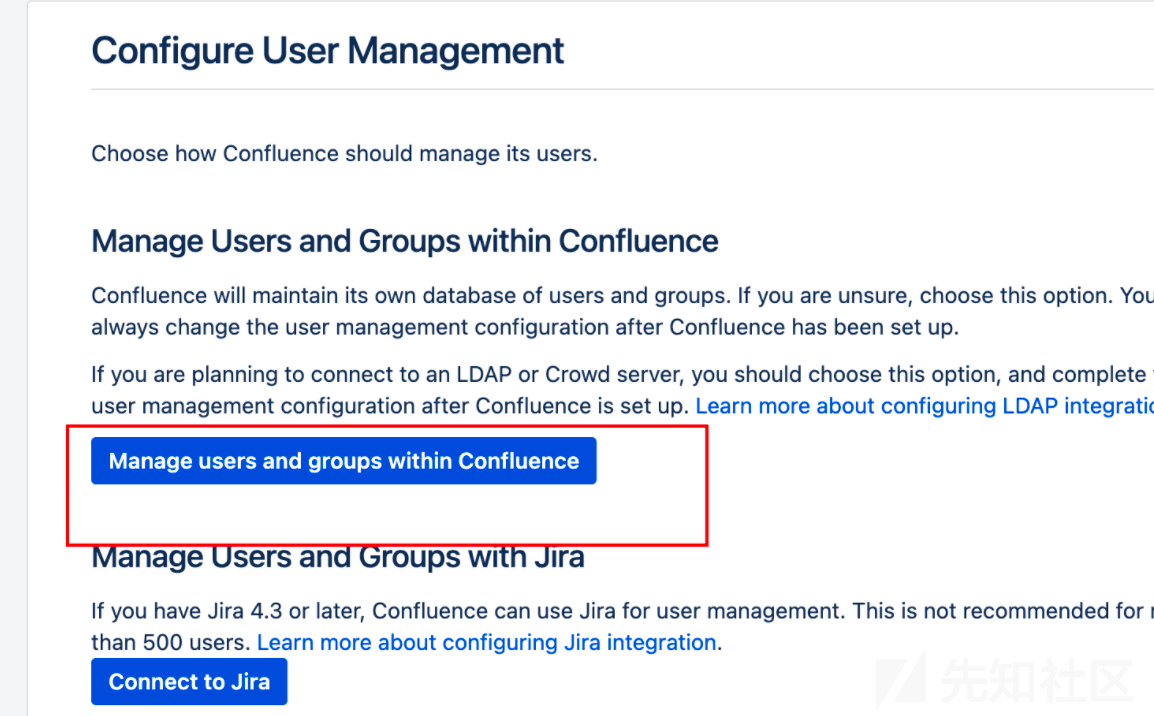 Configure User Management
Choose how Confluence should manage its users.
Manage Users and Groups within Confluence
Confluence will maintain its own database of users and groups. If you are unsure, choose this option. You
always change the user management configuration after Confluence has been set up.
If you are planning to connect to an LDAP or Crowd server, you should choose this option, and complete
user management configuration after Confluence is set up. Learn more about configuring LDAP integratio
Manage users and groups within Confluence
Manage Users and Groups with Jira
If you have Jira 4.3 or later, Confluence can use Jira for user management. This is not recommended for
than 500 users. Learn more about configuring Jira integration.
Connect to Jira
先知社区